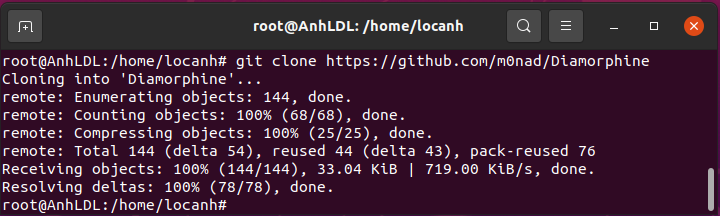 root@AnhLDL: /home/locanh
root@AnhLDL:/home/locanh# git clone https://github.com/m0nad/Diamorphine
Cloning into 'Diamorphine'...
remote: Enumerating objects: 144, done.
remote: Counting objects: 100% (68/68), done.
remote: Compressing objects: 100% (25/25), done.
remote: Total 144 (delta 54), reused 44 (delta 43), pack-reused 76
Receiving objects: 100% (144/144), 33.04 KiB | 719.00 KiB/s, done.
Resolving deltas: 100% (78/78), done.
root@AnhLDL:/home/locanh#